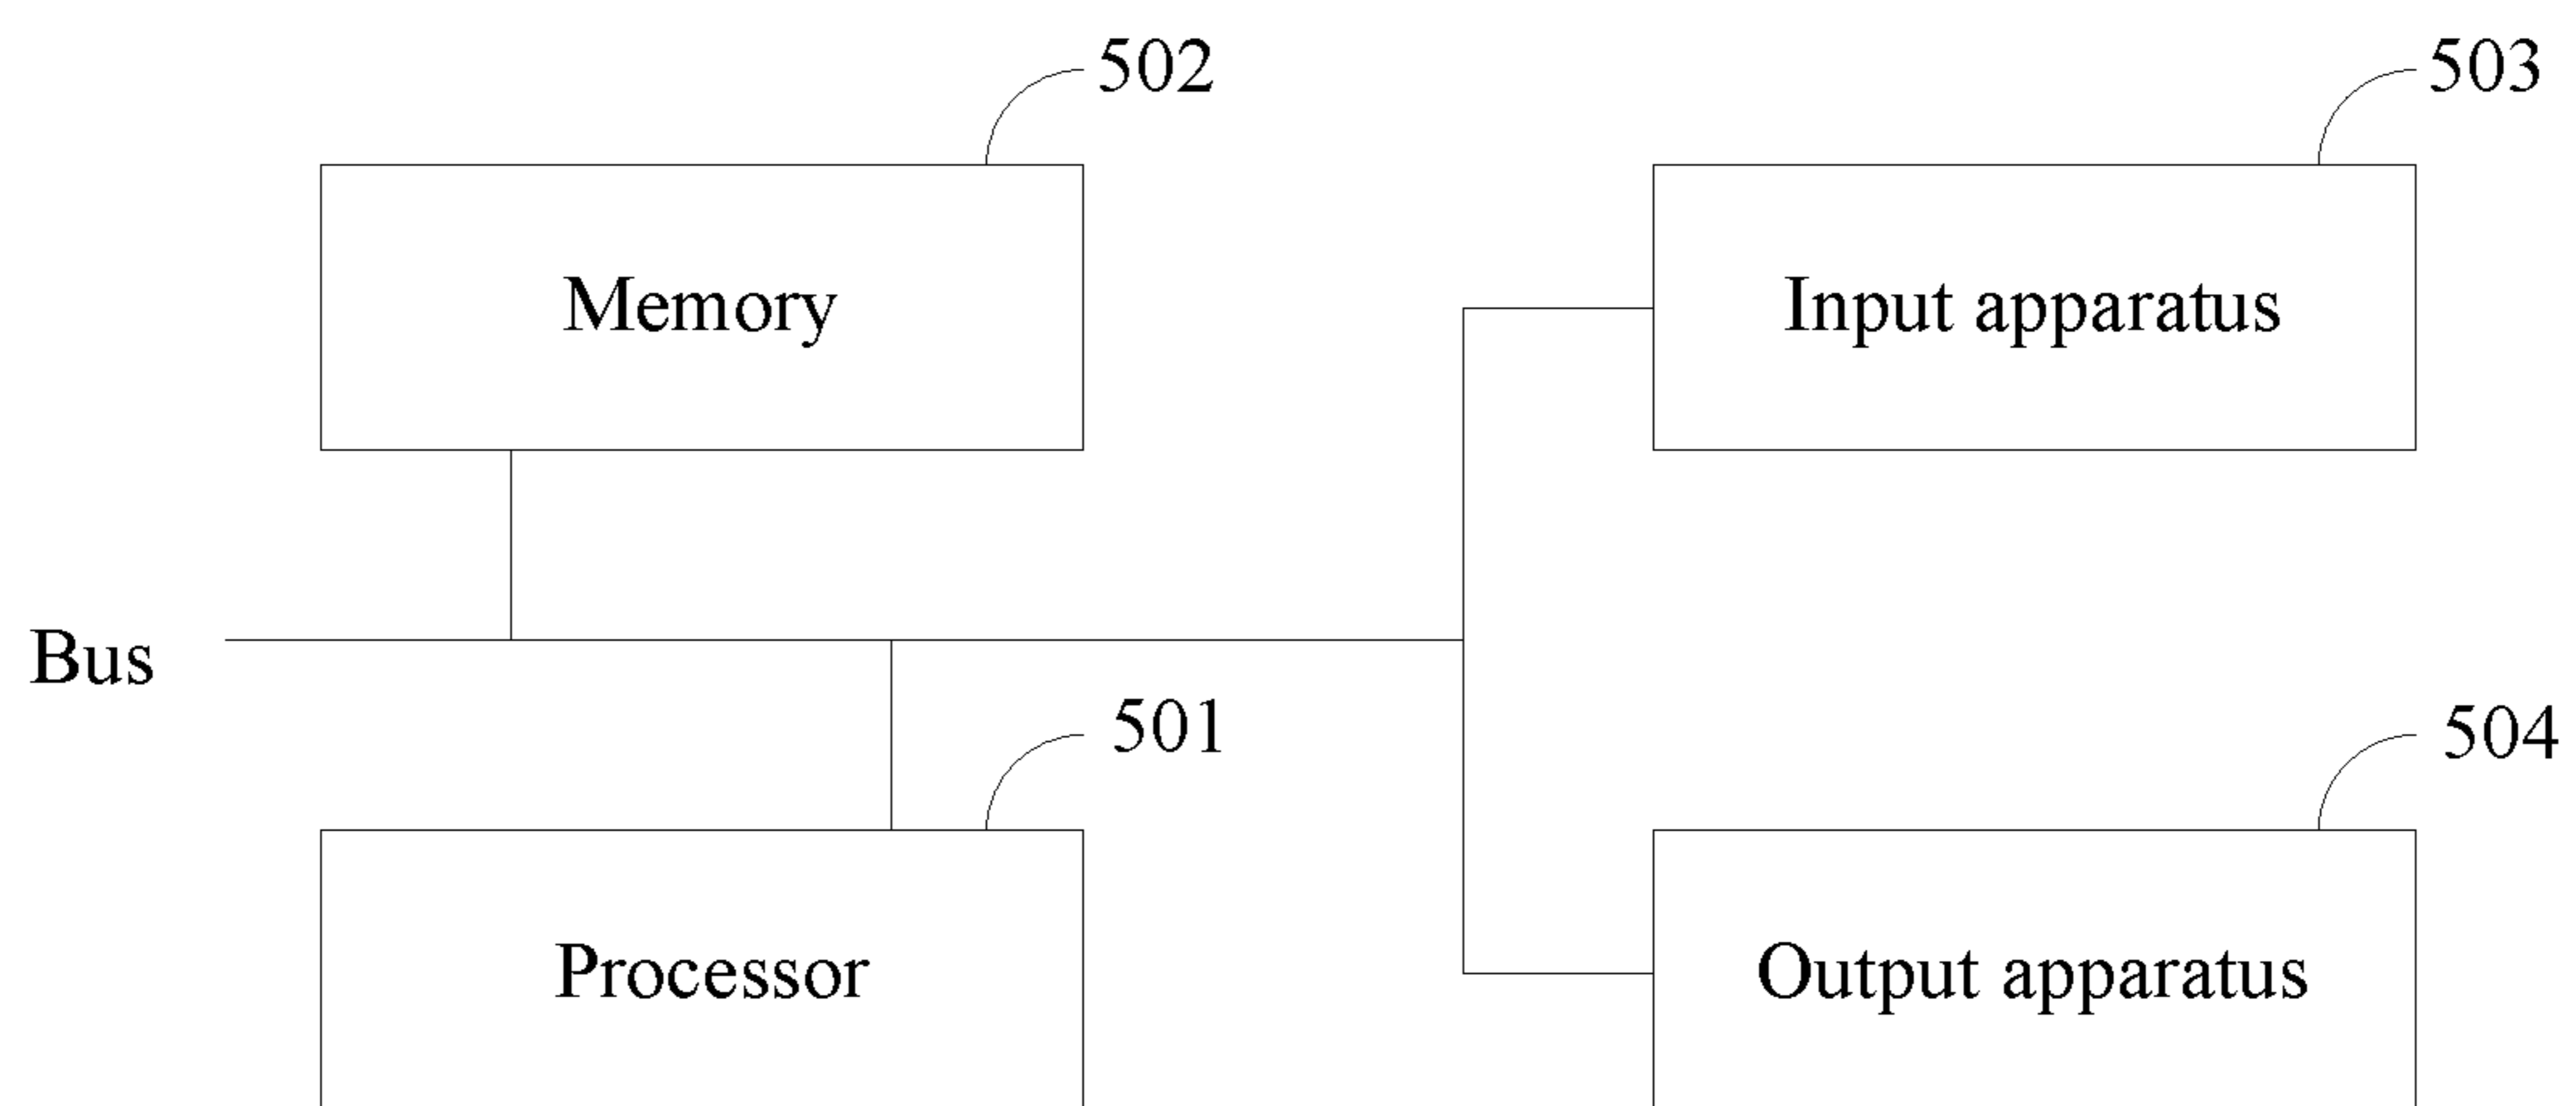 502
503
Memory
Input apparatus
Bus
501
504
Processor
Output apparatus